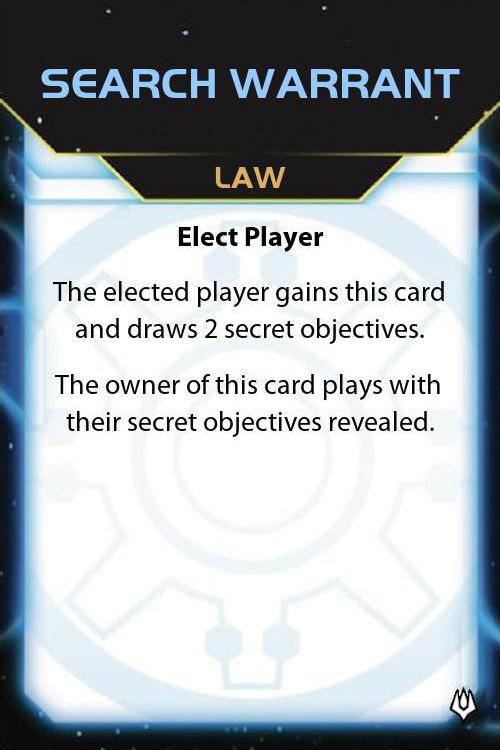 SEARCH WARRANT
LAW
Elect Player
The elected player gains this card
and draws 2 secret objectives.
The owner of this card plays with
their secret objectives revealed.